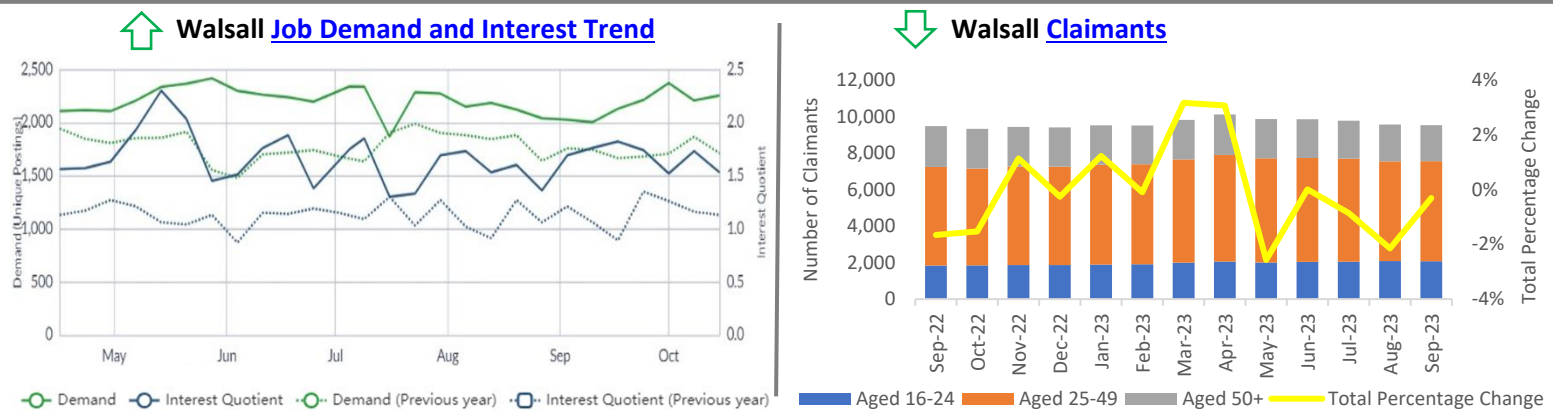 Walsall Job Demand and Interest Trend
2,500
2,000
1,500
1,000
500
0
Demand (Unique Postings)
2.5
2.0
1.5
1.0
0.5
0.0
Interest Quotient
May Jun Jul Aug Sep Oct
Demand Interest Quotient Demand (Previous year) Interest Quotient (Previous year)
Walsall Claimants
12,000
10,000
8,000
6,000
4,000
2,000
0
Number of Claimants
4%
2%
0%
-2%
-4%
Total Percentage Change
Sep-22 Oct-22 Nov-22 Dec-22 Jan-23 Feb-23 Mar-23 Apr-23 May-23 Jun-23 Jul-23 Aug-23 Sep-23
Aged 16-24 Aged 25-49 Aged 50+ Total Percentage Change